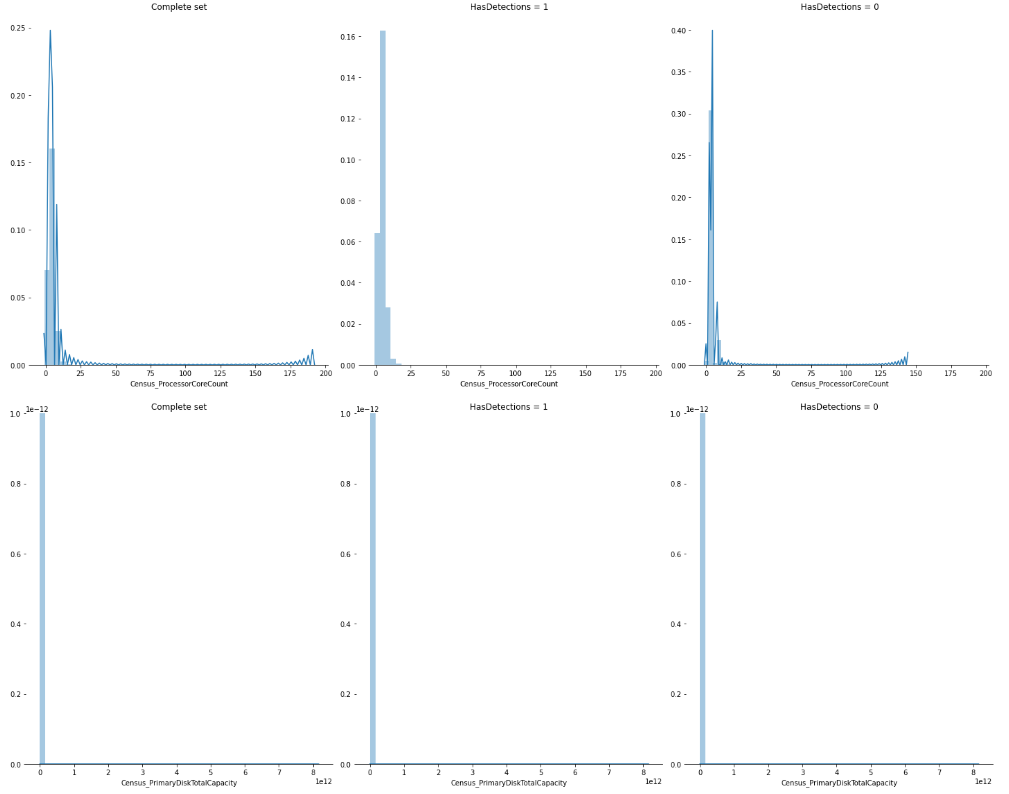 Complete set
HasDetections = 1
HasDetections = 0
0.25
0.20
0.15
0.10
0.05
0.00
0 25 50 75 100 125 150 175 200
Census_ProcessorCoreCount
0.16
0.14
0.12
0.10
0.08
0.06
0.04
0.02
0.00
0 25 50 75 100 125 150 175 200
Census_ProcessorCoreCount
0.40
0.35
0.30
0.25
0.20
0.15
0.10
0.05
0.00
0 25 50 75 100 125 150 175 200
Census_ProcessorCoreCount
Complete set
HasDetections = 1
HasDetections = 0
1e−12
1.0
0.8
0.6
0.4
0.2
0.0
0 1 2 3 4 5 6 7 8
Census_PrimaryDiskTotalCapacity
1e12
1e−12
1.0
0.8
0.6
0.4
0.2
0.0
0 1 2 3 4 5 6 7 8
Census_PrimaryDiskTotalCapacity
1e12
1e−12
1.0
0.8
0.6
0.4
0.2
0.0
0 1 2 3 4 5 6 7 8
Census_PrimaryDiskTotalCapacity
1e12